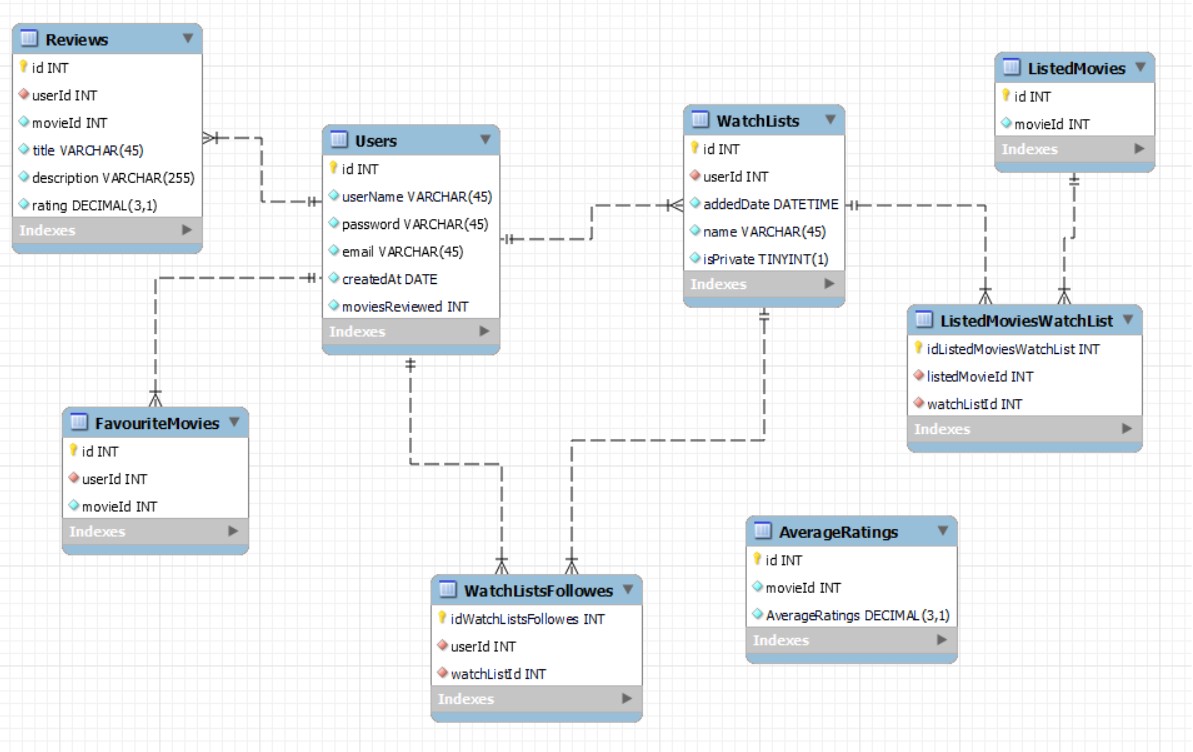 Reviews
id INT
userId INT
movieId INT
title VARCHAR(45)
description VARCHAR(255)
rating DECIMAL(3,1)
Indexes
Users
id INT
userName VARCHAR(45)
password VARCHAR(45)
email VARCHAR(45)
createdAt DATE
moviesReviewed INT
Indexes
WatchLists
id INT
userId INT
addedDate DATETIME
name VARCHAR(45)
isPrivate TINYINT(1)
Indexes
ListedMovies
id INT
movieId INT
Indexes
ListedMoviesWatchList
idListedMoviesWatchList INT
listedMovieId INT
watchListId INT
Indexes
FavouriteMovies
id INT
userId INT
movieId INT
Indexes
WatchListsFollowes
idWatchListsFollowes INT
userId INT
watchListId INT
Indexes
AverageRatings
id INT
movieId INT
AverageRatings DECIMAL(3,1)
Indexes